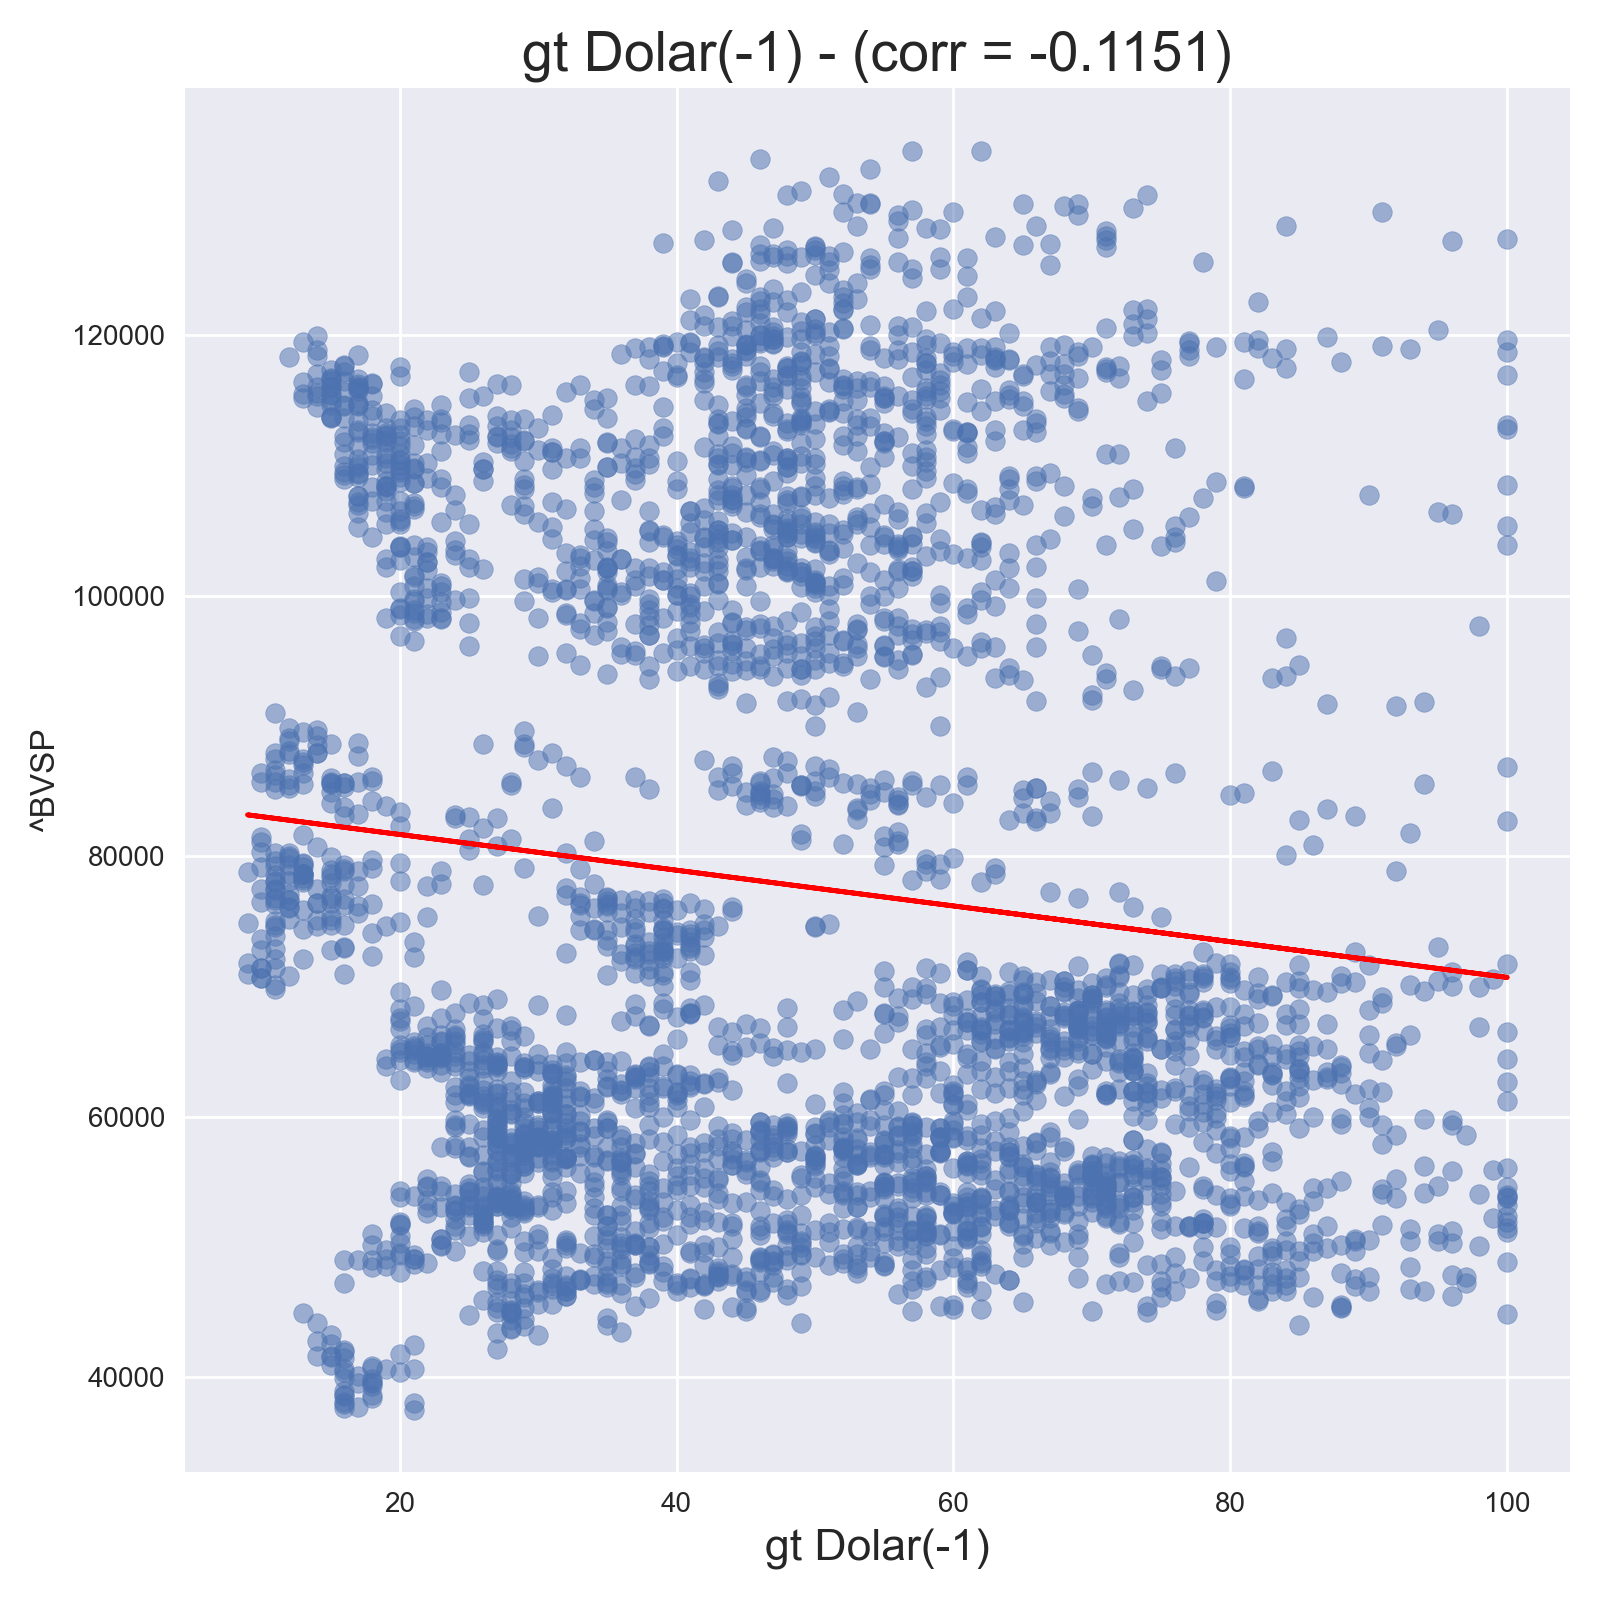 gt Dolar(-1) - (corr = -0.1151)
120000
100000
80000
60000
40000
^BVSP
20 40 60 80 100
gt Dolar(-1)